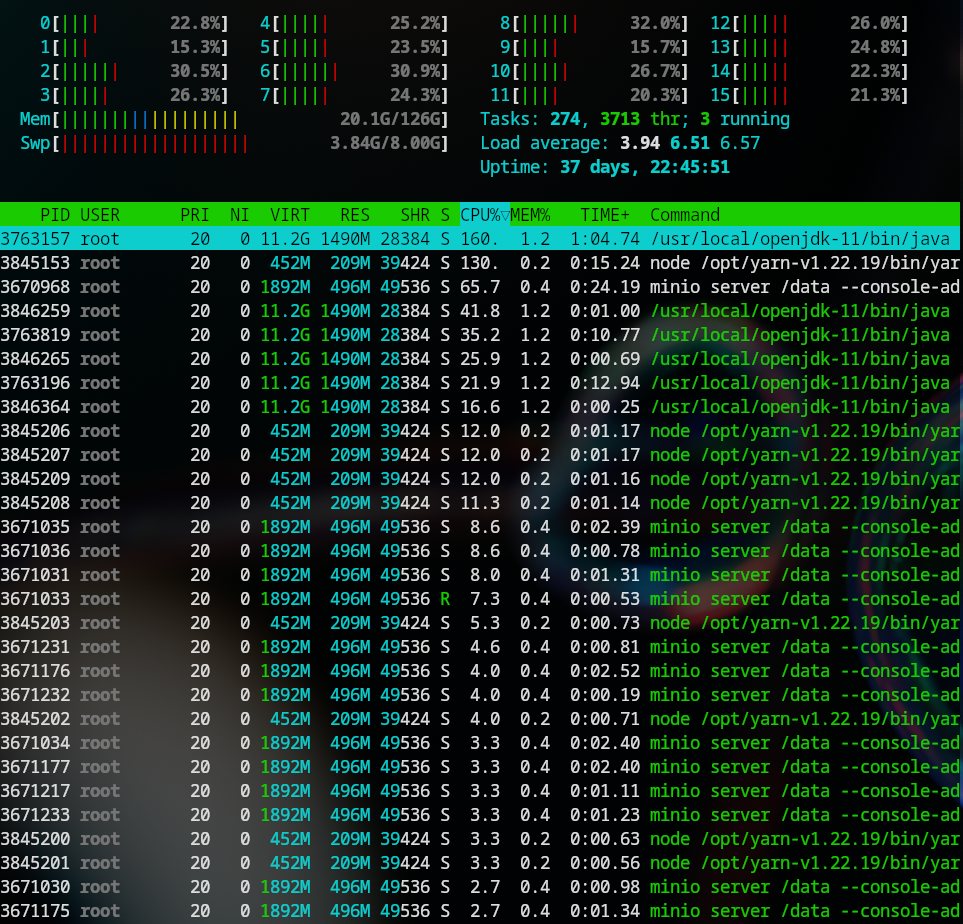 0[|||| 22.8%] 4[||||| 25.2%] 8[|||||| 32.0%] 12[||||| 26.0%]
1[||| 15.3%] 5[||||| 23.5%] 9[|||| 15.7%] 13[||||| 24.8%]
2[|||||| 30.5%] 6[|||||| 30.9%] 10[||||| 26.7%] 14[||||| 22.3%]
3[||||| 26.3%] 7[||||| 24.3%] 11[|||| 20.3%] 15[||||| 21.3%]
Mem[|||||||||||||||||| 20.1G/126G] Tasks: 274, 3713 thr; 3 running
Swp[||||||||||||||||||| 3.84G/8.00G] Load average: 3.94 6.51 6.57
Uptime: 37 days, 22:45:51
PID USER PRI NI VIRT RES SHR S CPU%▽MEM% TIME+ Command
3763157 root 20 0 11.2G 1490M 28384 S 160. 1.2 1:04.74 /usr/local/openjdk-11/bin/java
3845153 root 20 0 452M 209M 39424 S 130. 0.2 0:15.24 node /opt/yarn-v1.22.19/bin/yar
3670968 root 20 0 1892M 496M 49536 S 65.7 0.4 0:24.19 minio server /data --console-ad
3846259 root 20 0 11.2G 1490M 28384 S 41.8 1.2 0:01.00 /usr/local/openjdk-11/bin/java
3763819 root 20 0 11.2G 1490M 28384 S 35.2 1.2 0:10.77 /usr/local/openjdk-11/bin/java
3846265 root 20 0 11.2G 1490M 28384 S 25.9 1.2 0:00.69 /usr/local/openjdk-11/bin/java
3763196 root 20 0 11.2G 1490M 28384 S 21.9 1.2 0:12.94 /usr/local/openjdk-11/bin/java
3846364 root 20 0 11.2G 1490M 28384 S 16.6 1.2 0:00.25 /usr/local/openjdk-11/bin/java
3845206 root 20 0 452M 209M 39424 S 12.0 0.2 0:01.17 node /opt/yarn-v1.22.19/bin/yar
3845207 root 20 0 452M 209M 39424 S 12.0 0.2 0:01.17 node /opt/yarn-v1.22.19/bin/yar
3845209 root 20 0 452M 209M 39424 S 12.0 0.2 0:01.16 node /opt/yarn-v1.22.19/bin/yar
3845208 root 20 0 452M 209M 39424 S 11.3 0.2 0:01.14 node /opt/yarn-v1.22.19/bin/yar
3671035 root 20 0 1892M 496M 49536 S 8.6 0.4 0:02.39 minio server /data --console-ad
3671036 root 20 0 1892M 496M 49536 S 8.6 0.4 0:00.78 minio server /data --console-ad
3671031 root 20 0 1892M 496M 49536 S 8.0 0.4 0:01.31 minio server /data --console-ad
3671033 root 20 0 1892M 496M 49536 R 7.3 0.4 0:00.53 minio server /data --console-ad
3845203 root 20 0 452M 209M 39424 S 5.3 0.2 0:00.73 node /opt/yarn-v1.22.19/bin/yar
3671231 root 20 0 1892M 496M 49536 S 4.6 0.4 0:00.81 minio server /data --console-ad
3671176 root 20 0 1892M 496M 49536 S 4.0 0.4 0:02.52 minio server /data --console-ad
3671232 root 20 0 1892M 496M 49536 S 4.0 0.4 0:00.19 minio server /data --console-ad
3845202 root 20 0 452M 209M 39424 S 4.0 0.2 0:00.71 node /opt/yarn-v1.22.19/bin/yar
3671034 root 20 0 1892M 496M 49536 S 3.3 0.4 0:02.40 minio server /data --console-ad
3671177 root 20 0 1892M 496M 49536 S 3.3 0.4 0:02.40 minio server /data --console-ad
3671217 root 20 0 1892M 496M 49536 S 3.3 0.4 0:01.11 minio server /data --console-ad
3671233 root 20 0 1892M 496M 49536 S 3.3 0.4 0:01.23 minio server /data --console-ad
3845200 root 20 0 452M 209M 39424 S 3.3 0.2 0:00.63 node /opt/yarn-v1.22.19/bin/yar
3845201 root 20 0 452M 209M 39424 S 3.3 0.2 0:00.56 node /opt/yarn-v1.22.19/bin/yar
3671030 root 20 0 1892M 496M 49536 S 2.7 0.4 0:00.98 minio server /data --console-ad
3671175 root 20 0 1892M 496M 49536 S 2.7 0.4 0:01.34 minio server /data --console-ad